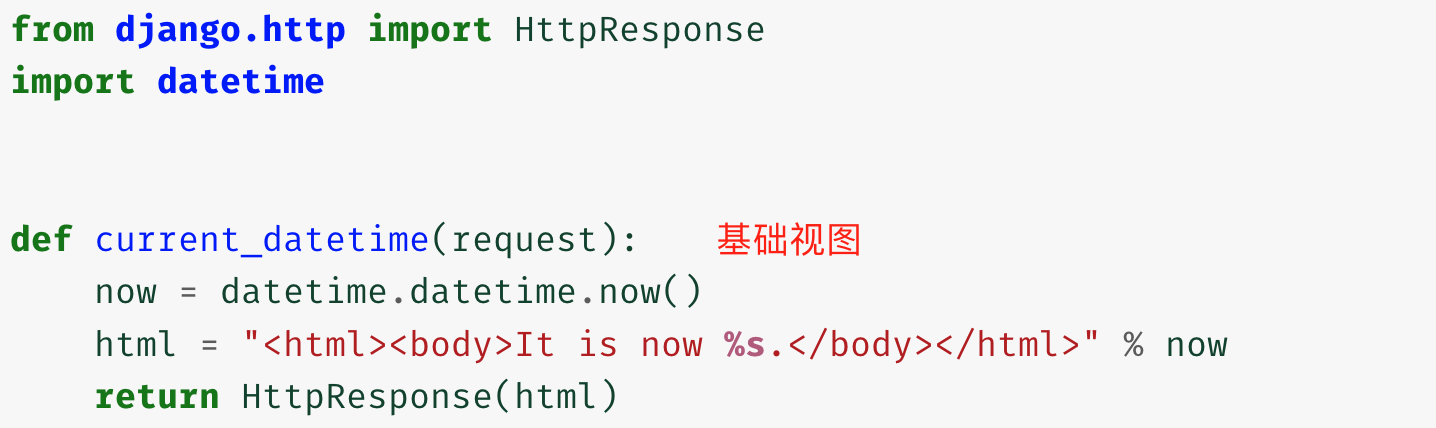 from django.http import HttpResponse
import datetime
def current_datetime(request): 基础视图
    now = datetime.datetime.now()
    html = "<html><body>It is now %s.</body></html>" % now
    return HttpResponse(html)